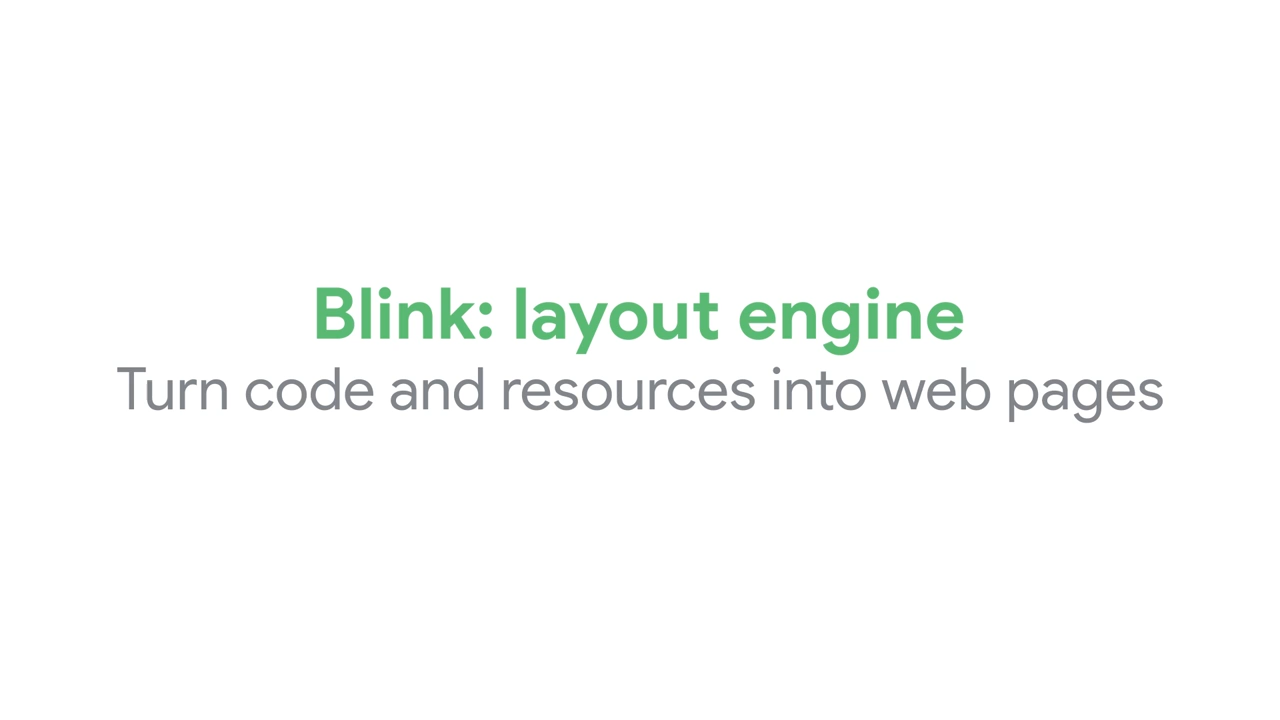 Blink: layout engine
Turn code and resources into web pages